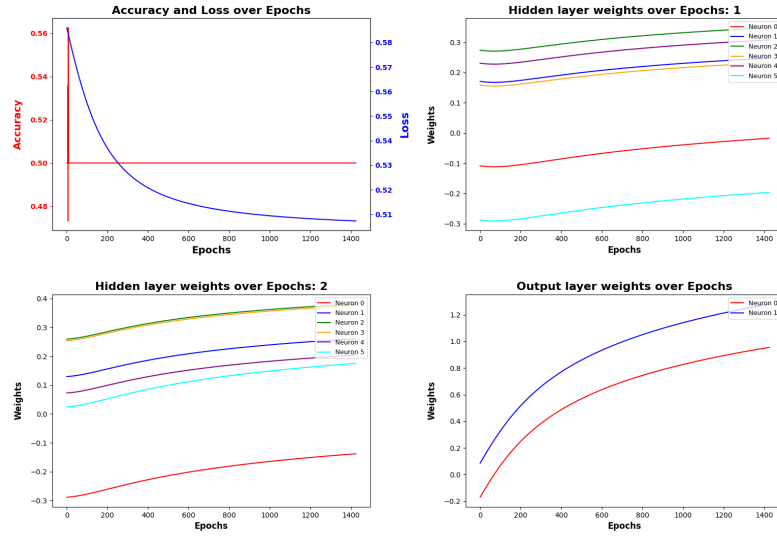 Accuracy and Loss over Epochs
0.56
0.54
0.52
0.50
0.48
Accuracy
0.58
0.57
0.56
0.55
0.54
0.53
0.52
0.51
Loss
0 200 400 600 800 1000 1200 1400
Epochs
Hidden layer weights over Epochs: 1
0.3
0.2
0.1
0.0
−0.1
−0.2
−0.3
Weights
Neuron 0
Neuron 1
Neuron 2
Neuron 3
Neuron 4
Neuron 5
0 200 400 600 800 1000 1200 1400
Epochs
Hidden layer weights over Epochs: 2
0.4
0.3
0.2
0.1
0.0
−0.1
−0.2
−0.3
Weights
Neuron 0
Neuron 1
Neuron 2
Neuron 3
Neuron 4
Neuron 5
0 200 400 600 800 1000 1200 1400
Epochs
Output layer weights over Epochs
1.2
1.0
0.8
0.6
0.4
0.2
0.0
−0.2
Weights
Neuron 0
Neuron 1
0 200 400 600 800 1000 1200 1400
Epochs